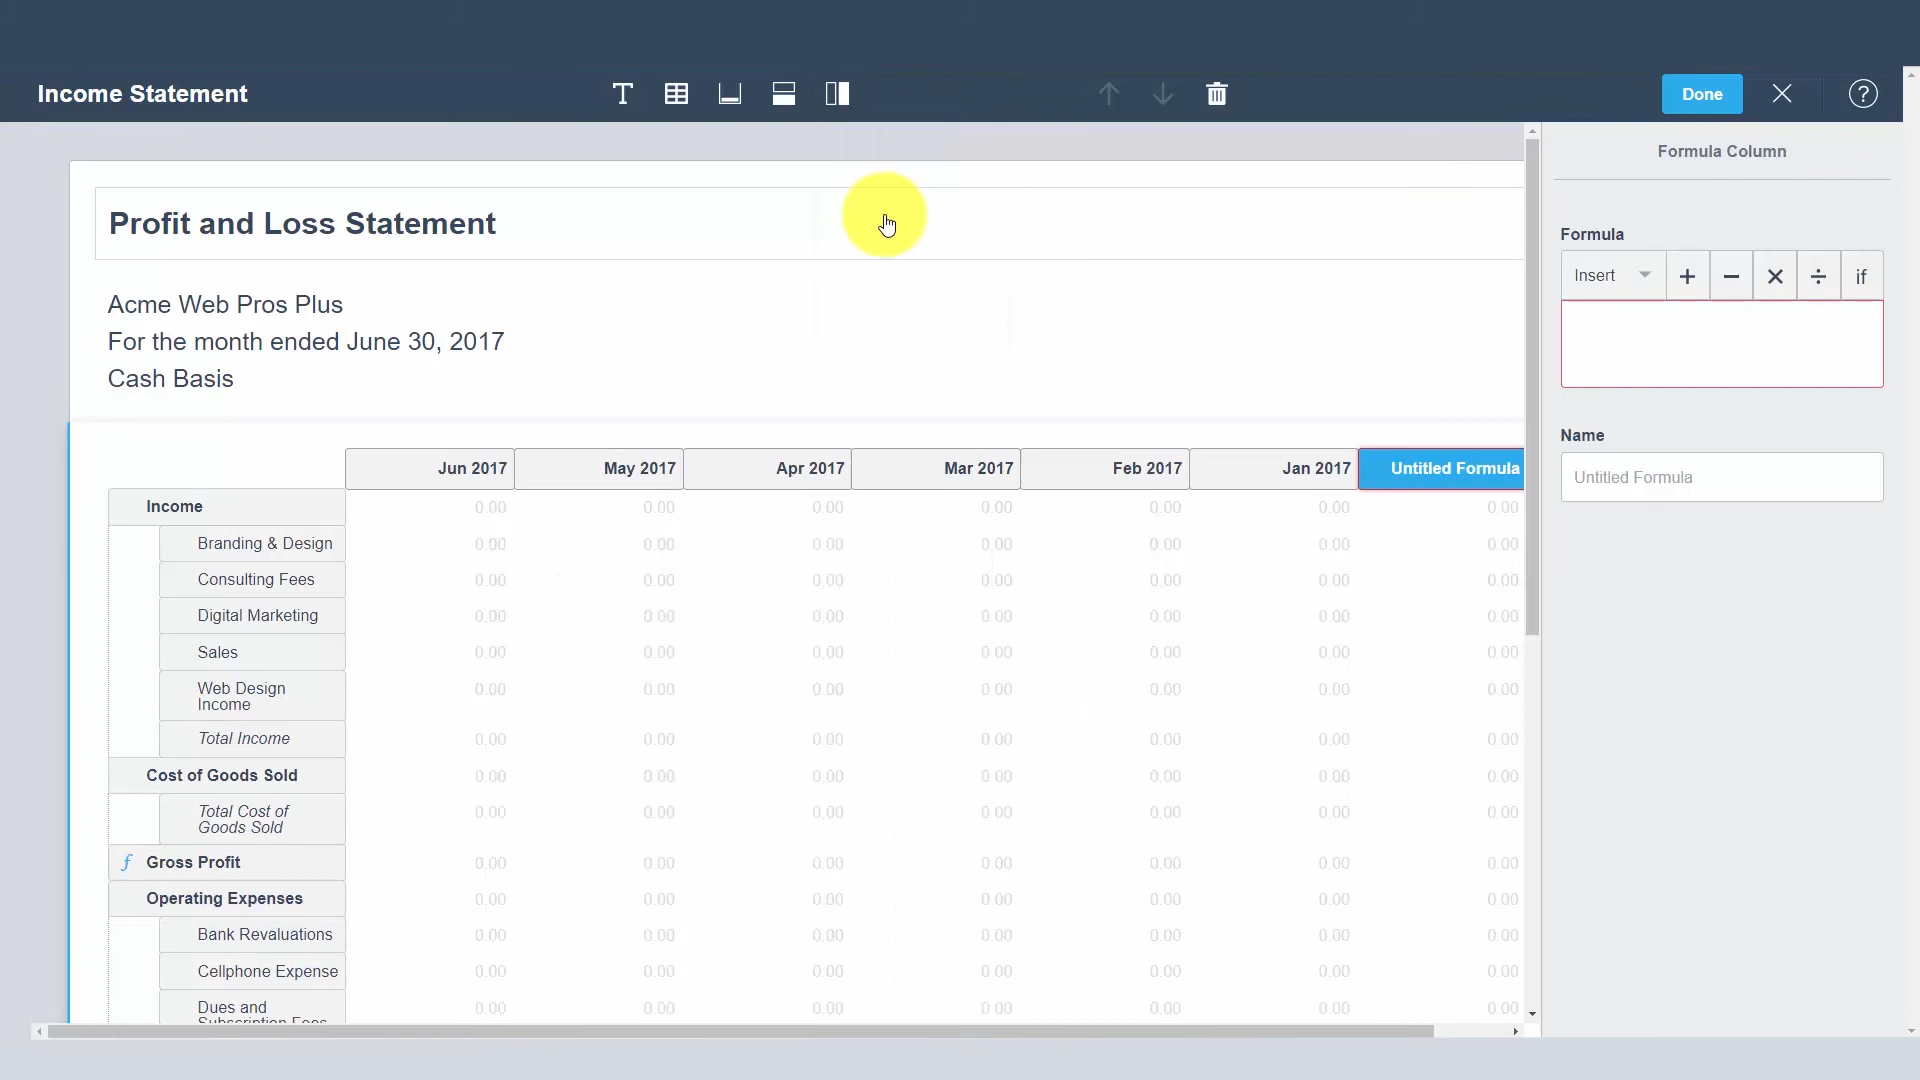 Income Statement
Done
?
Formula Column
Profit and Loss Statement
Acme Web Pros Plus
For the month ended June 30, 2017
Cash Basis
Formula
Insert + − × ÷ if
Name
Untitled Formula
Jun 2017 May 2017 Apr 2017 Mar 2017 Feb 2017 Jan 2017 Untitled Formula
Income 0.00 0.00 0.00 0.00 0.00 0.00 0.00
Branding & Design 0.00 0.00 0.00 0.00 0.00 0.00 0.00
Consulting Fees 0.00 0.00 0.00 0.00 0.00 0.00 0.00
Digital Marketing 0.00 0.00 0.00 0.00 0.00 0.00 0.00
Sales 0.00 0.00 0.00 0.00 0.00 0.00 0.00
Web Design
Income 0.00 0.00 0.00 0.00 0.00 0.00 0.00
Total Income 0.00 0.00 0.00 0.00 0.00 0.00 0.00
Cost of Goods Sold 0.00 0.00 0.00 0.00 0.00 0.00 0.00
Total Cost of
Goods Sold 0.00 0.00 0.00 0.00 0.00 0.00 0.00
f Gross Profit 0.00 0.00 0.00 0.00 0.00 0.00 0.00
Operating Expenses 0.00 0.00 0.00 0.00 0.00 0.00 0.00
Bank Revaluations 0.00 0.00 0.00 0.00 0.00 0.00 0.00
Cellphone Expense 0.00 0.00 0.00 0.00 0.00 0.00 0.00
Dues and
Subscription Fees 0.00 0.00 0.00 0.00 0.00 0.00 0.00